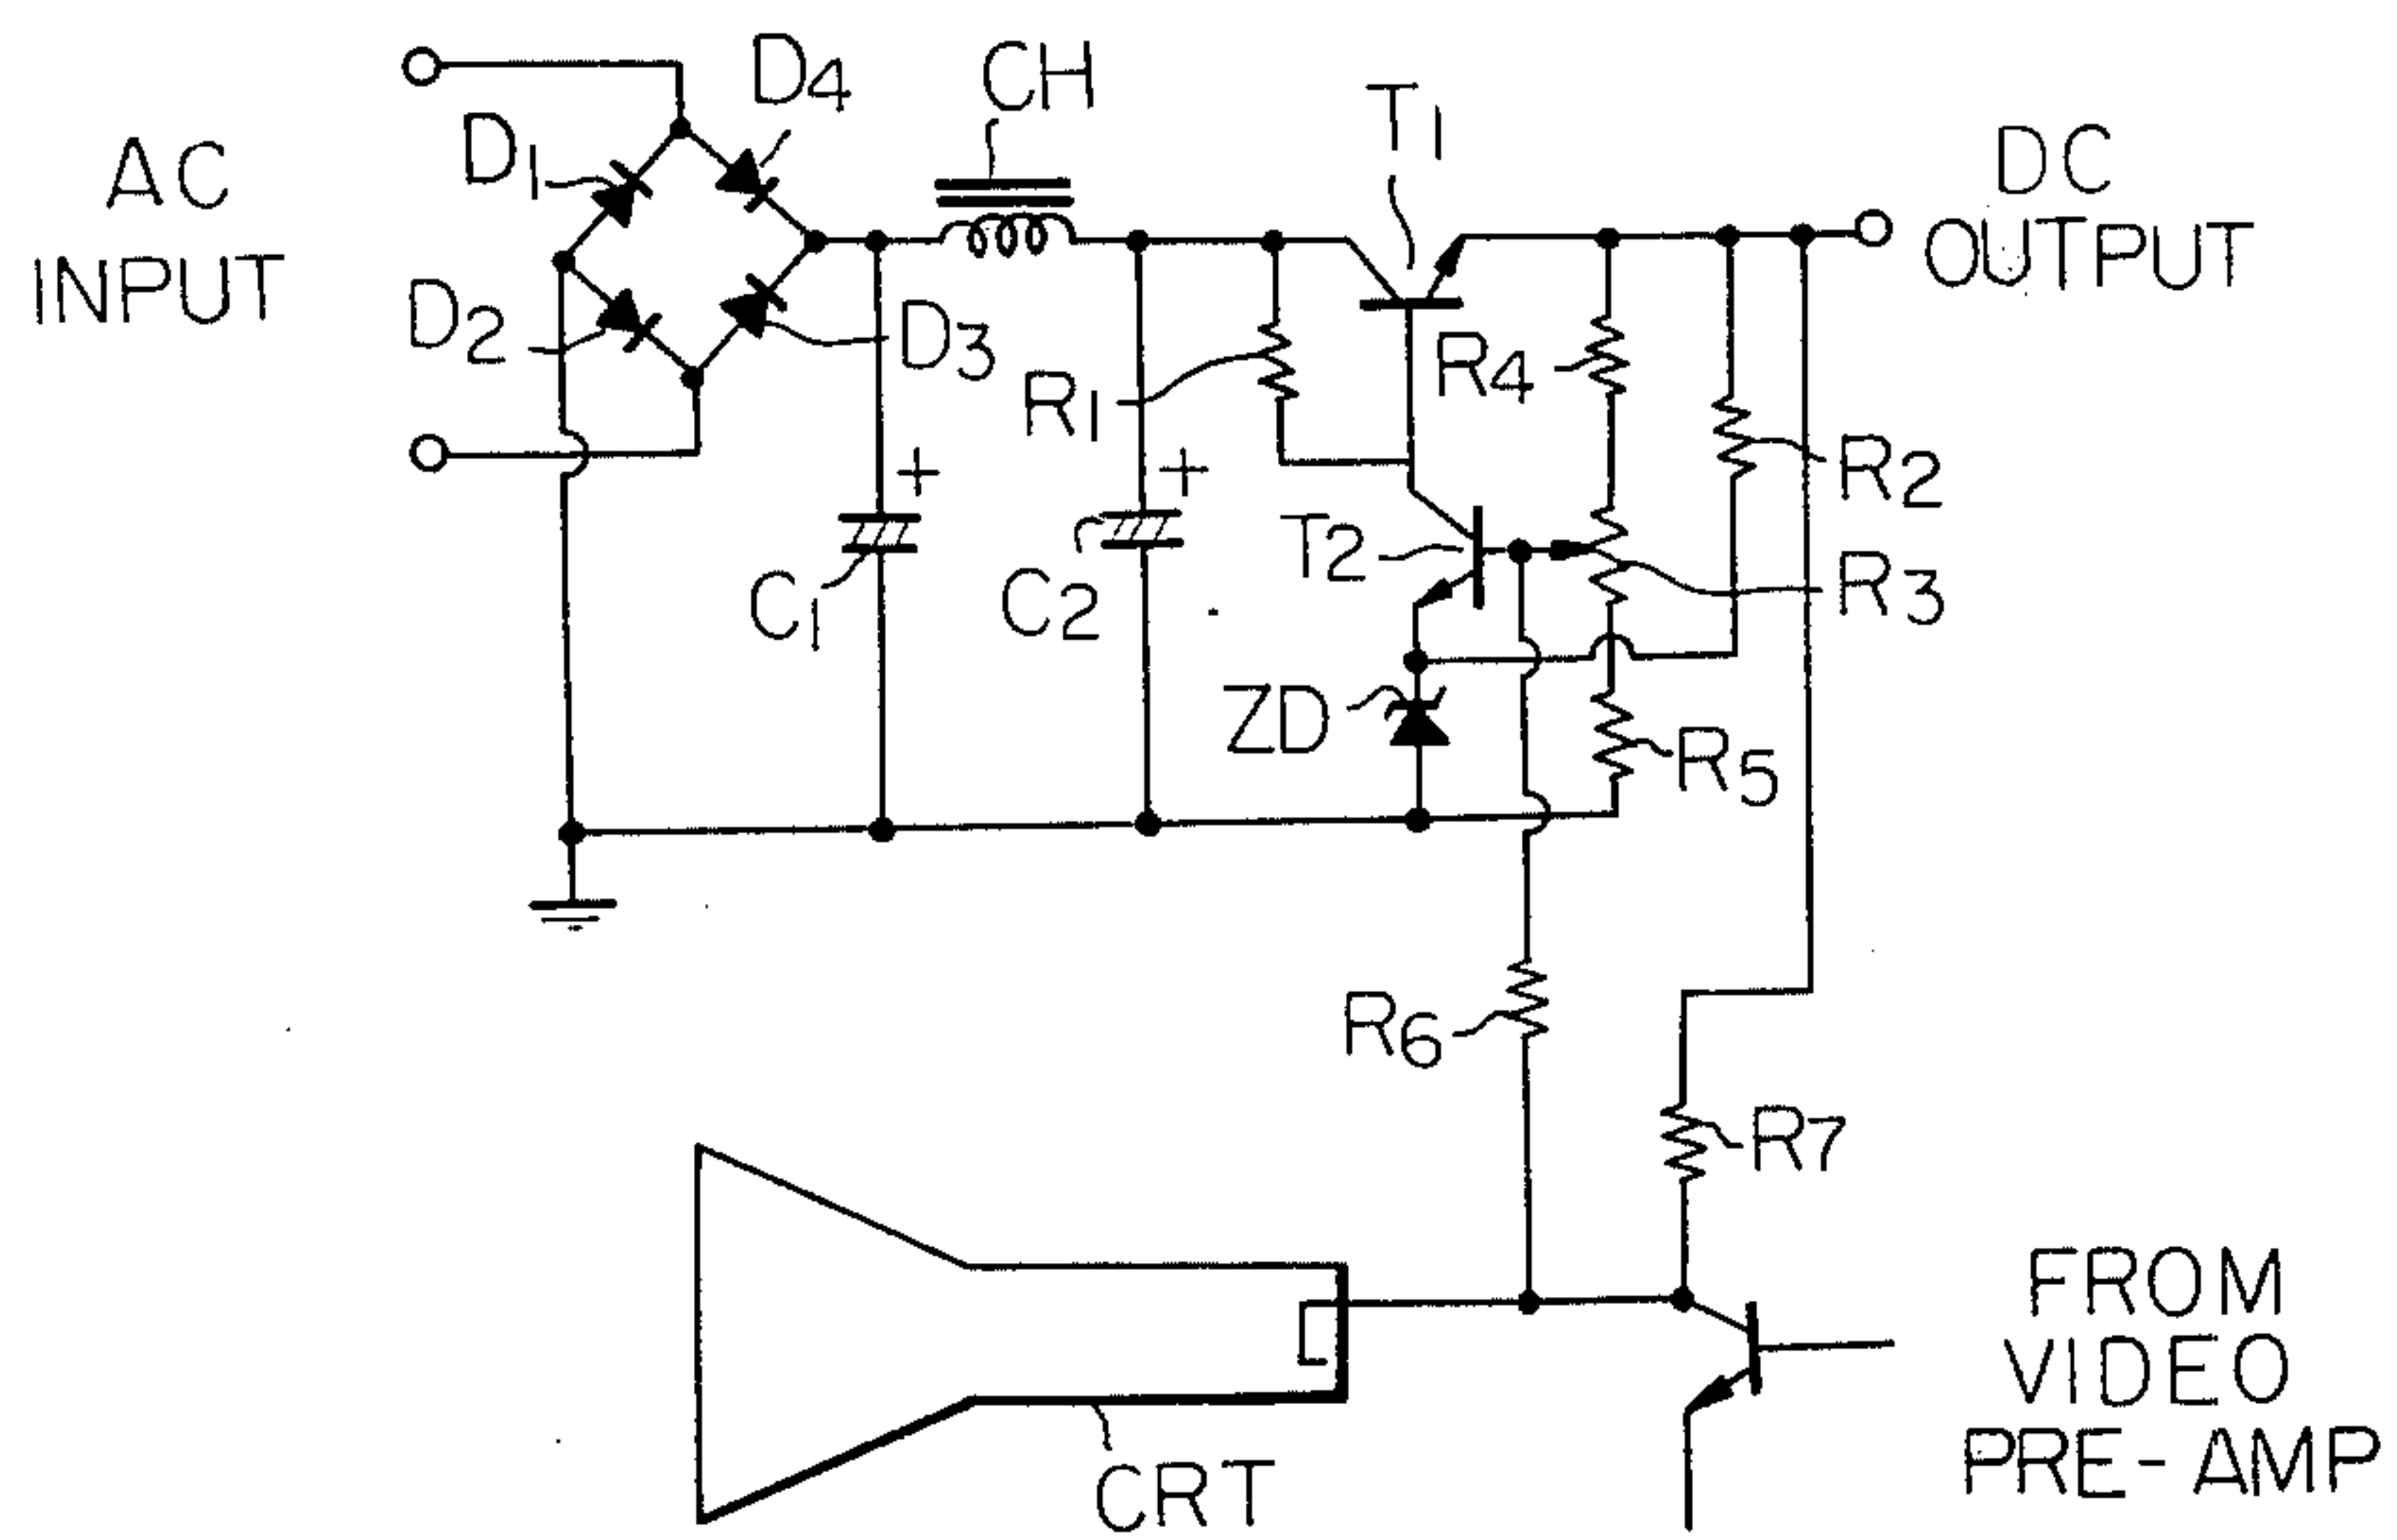 D4
CH
T1
D1
AC
INPUT
DC
OUTPUT
D2
D3
R1
R4
R2
+
+
T2
R3
C1
C2
ZD
R5
R6
R7
FROM
VIDEO
PRE-AMP
CRT